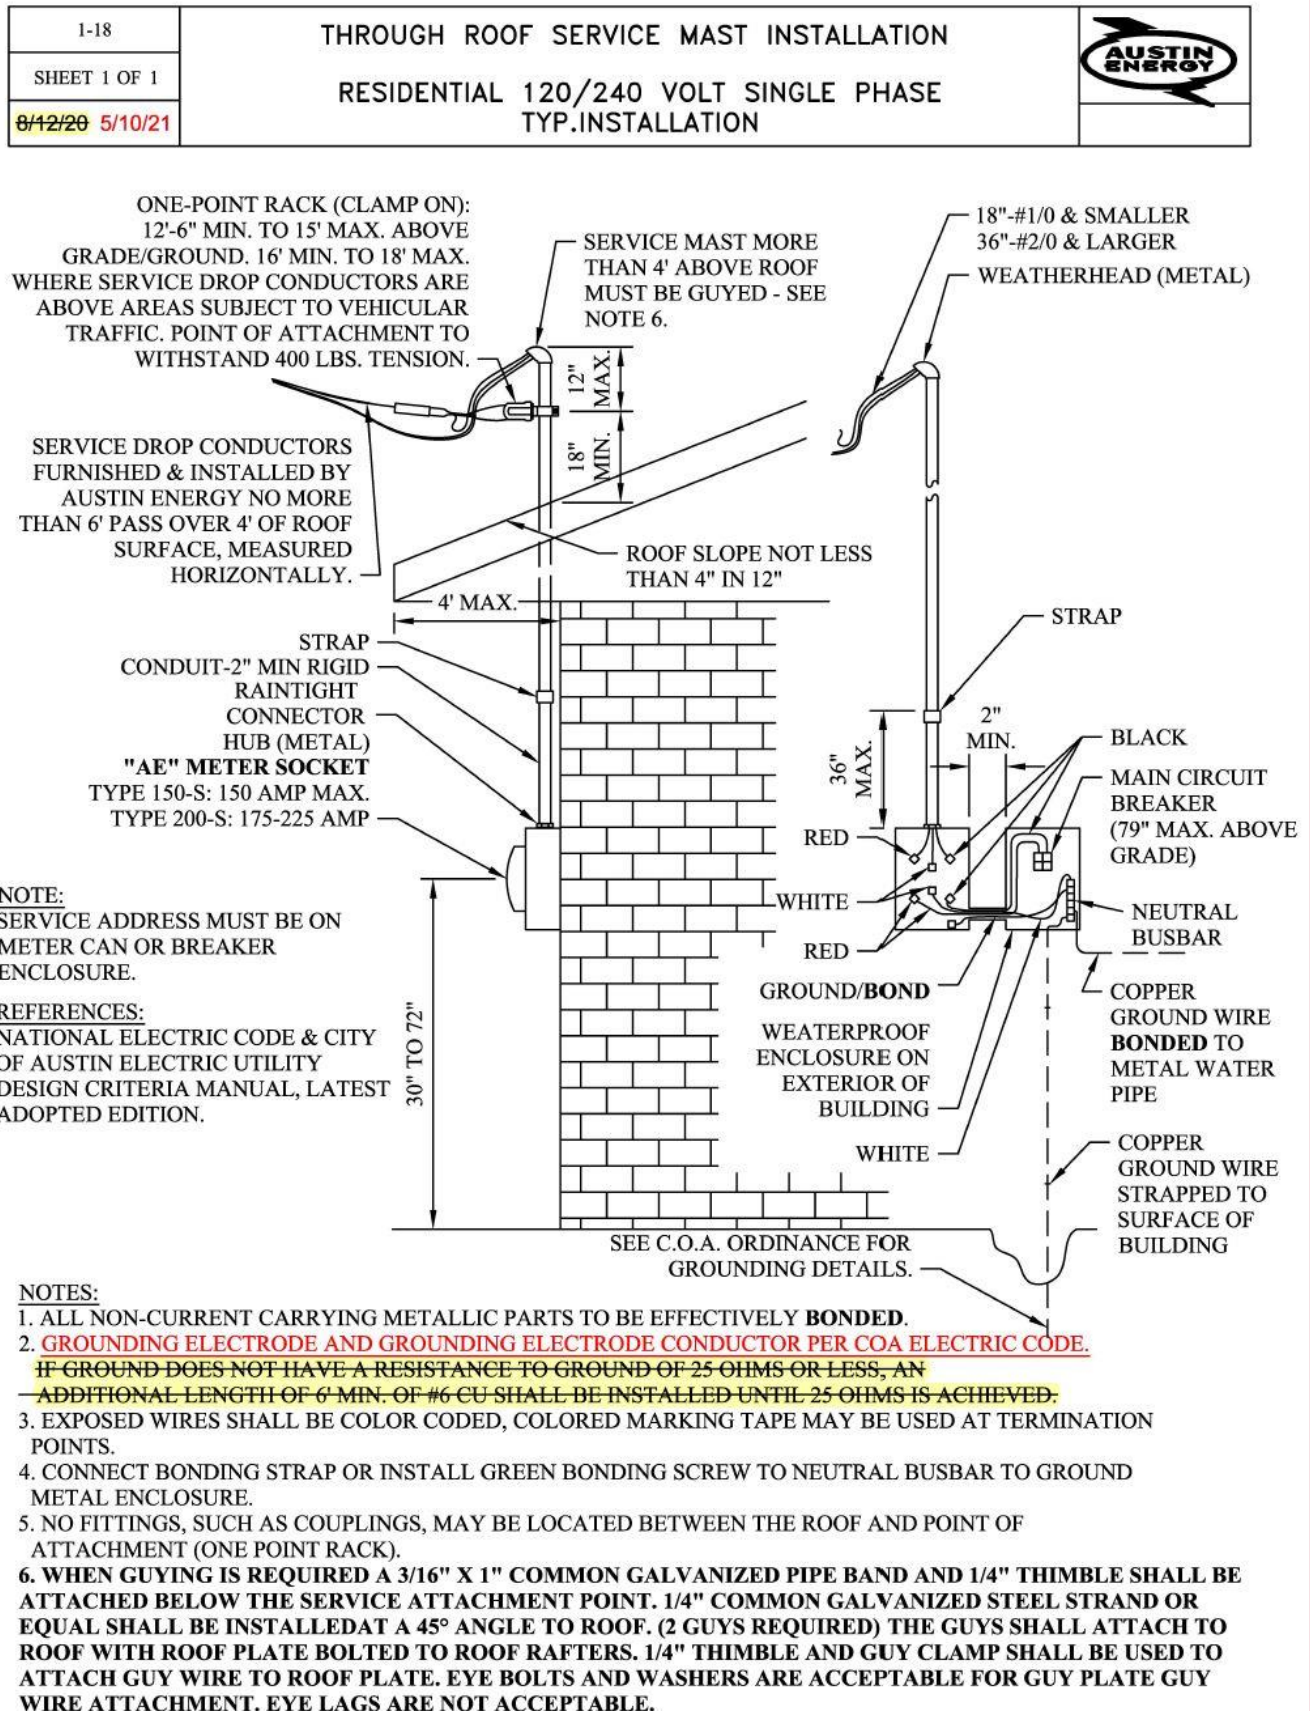 1-18
SHEET 1 OF 1
8/12/20 5/10/21
THROUGH ROOF SERVICE MAST INSTALLATION
RESIDENTIAL 120/240 VOLT SINGLE PHASE
TYP.INSTALLATION
AUSTIN
ENERGY
ONE-POINT RACK (CLAMP ON):
12'-6" MIN. TO 15' MAX. ABOVE
GRADE/GROUND. 16' MIN. TO 18' MAX.
WHERE SERVICE DROP CONDUCTORS ARE
ABOVE AREAS SUBJECT TO VEHICULAR
TRAFFIC. POINT OF ATTACHMENT TO
WITHSTAND 400 LBS. TENSION.
SERVICE MAST MORE
THAN 4' ABOVE ROOF
MUST BE GUYED - SEE
NOTE 6.
18"-#1/0 & SMALLER
36"-#2/0 & LARGER
WEATHERHEAD (METAL)
12"
MAX.
18"
MIN.
SERVICE DROP CONDUCTORS
FURNISHED & INSTALLED BY
AUSTIN ENERGY NO MORE
THAN 6' PASS OVER 4' OF ROOF
SURFACE, MEASURED
HORIZONTALLY.
ROOF SLOPE NOT LESS
THAN 4" IN 12"
4' MAX.
STRAP
CONDUIT-2" MIN RIGID
RAINTIGHT
CONNECTOR
HUB (METAL)
"AE" METER SOCKET
TYPE 150-S: 150 AMP MAX.
TYPE 200-S: 175-225 AMP
STRAP
2"
MIN.
36"
MAX.
BLACK
MAIN CIRCUIT
BREAKER
(79" MAX. ABOVE
GRADE)
RED
WHITE
RED
NEUTRAL
BUSBAR
GROUND/BOND
WEATERPROOF
ENCLOSURE ON
EXTERIOR OF
BUILDING
WHITE
COPPER
GROUND WIRE
BONDED TO
METAL WATER
PIPE
COPPER
GROUND WIRE
STRAPPED TO
SURFACE OF
BUILDING
30" TO 72"
NOTE:
SERVICE ADDRESS MUST BE ON
METER CAN OR BREAKER
ENCLOSURE.
REFERENCES:
NATIONAL ELECTRIC CODE & CITY
OF AUSTIN ELECTRIC UTILITY
DESIGN CRITERIA MANUAL, LATEST
ADOPTED EDITION.
SEE C.O.A. ORDINANCE FOR
GROUNDING DETAILS.
NOTES:
1. ALL NON-CURRENT CARRYING METALLIC PARTS TO BE EFFECTIVELY BONDED.
2. GROUNDING ELECTRODE AND GROUNDING ELECTRODE CONDUCTOR PER COA ELECTRIC CODE.
IF GROUND DOES NOT HAVE A RESISTANCE TO GROUND OF 25 OHMS OR LESS, AN
ADDITIONAL LENGTH OF 6' MIN. OF #6 CU SHALL BE INSTALLED UNTIL 25 OHMS IS ACHIEVED.
3. EXPOSED WIRES SHALL BE COLOR CODED, COLORED MARKING TAPE MAY BE USED AT TERMINATION
POINTS.
4. CONNECT BONDING STRAP OR INSTALL GREEN BONDING SCREW TO NEUTRAL BUSBAR TO GROUND
METAL ENCLOSURE.
5. NO FITTINGS, SUCH AS COUPLINGS, MAY BE LOCATED BETWEEN THE ROOF AND POINT OF
ATTACHMENT (ONE POINT RACK).
6. WHEN GUYING IS REQUIRED A 3/16" X 1" COMMON GALVANIZED PIPE BAND AND 1/4" THIMBLE SHALL BE
ATTACHED BELOW THE SERVICE ATTACHMENT POINT. 1/4" COMMON GALVANIZED STEEL STRAND OR
EQUAL SHALL BE INSTALLEDAT A 45° ANGLE TO ROOF. (2 GUYS REQUIRED) THE GUYS SHALL ATTACH TO
ROOF WITH ROOF PLATE BOLTED TO ROOF RAFTERS. 1/4" THIMBLE AND GUY CLAMP SHALL BE USED TO
ATTACH GUY WIRE TO ROOF PLATE. EYE BOLTS AND WASHERS ARE ACCEPTABLE FOR GUY PLATE GUY
WIRE ATTACHMENT. EYE LAGS ARE NOT ACCEPTABLE.